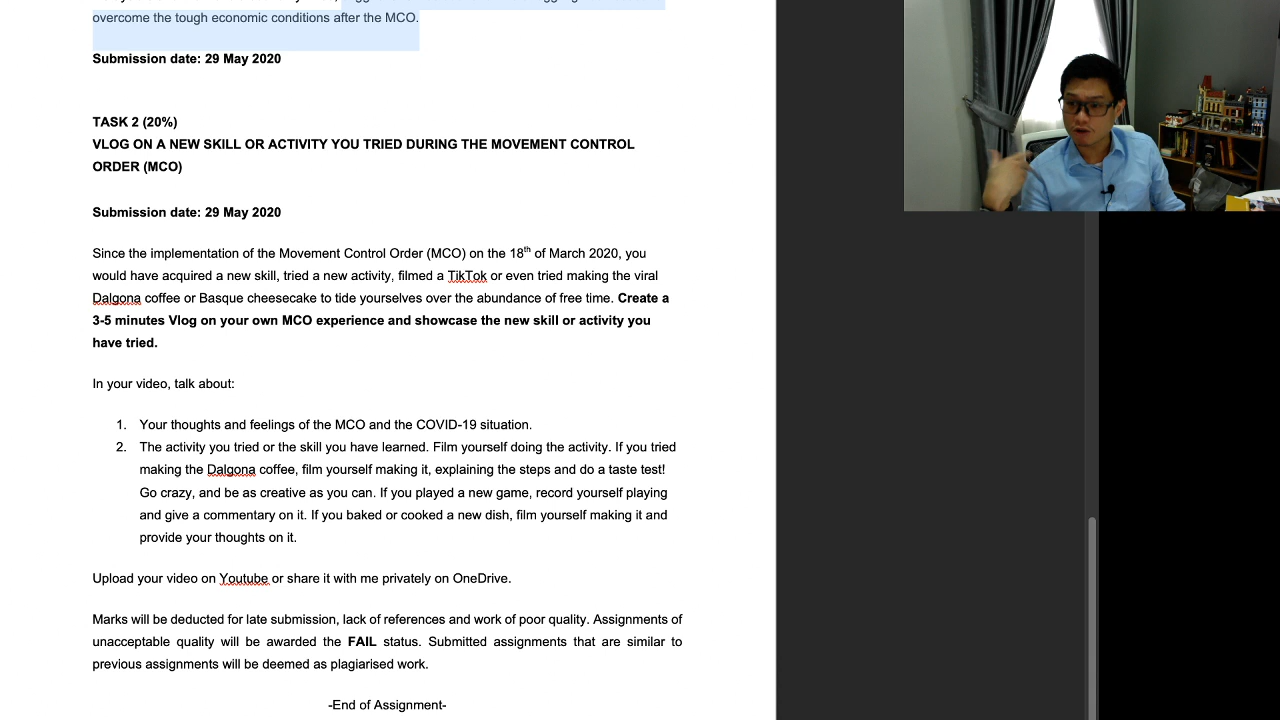 overcome the tough economic conditions after the MCO.
Submission date: 29 May 2020
TASK 2 (20%)
VLOG ON A NEW SKILL OR ACTIVITY YOU TRIED DURING THE MOVEMENT CONTROL
ORDER (MCO)
Submission date: 29 May 2020
Since the implementation of the Movement Control Order (MCO) on the 18th of March 2020, you
would have acquired a new skill, tried a new activity, filmed a TikTok or even tried making the viral
Dalgona coffee or Basque cheesecake to tide yourselves over the abundance of free time. Create a
3-5 minutes Vlog on your own MCO experience and showcase the new skill or activity you
have tried.
In your video, talk about:
1. Your thoughts and feelings of the MCO and the COVID-19 situation.
2. The activity you tried or the skill you have learned. Film yourself doing the activity. If you tried
making the Dalgona coffee, film yourself making it, explaining the steps and do a taste test!
Go crazy, and be as creative as you can. If you played a new game, record yourself playing
and give a commentary on it. If you baked or cooked a new dish, film yourself making it and
provide your thoughts on it.
Upload your video on Youtube or share it with me privately on OneDrive.
Marks will be deducted for late submission, lack of references and work of poor quality. Assignments of
unacceptable quality will be awarded the FAIL status. Submitted assignments that are similar to
previous assignments will be deemed as plagiarised work.
-End of Assignment-